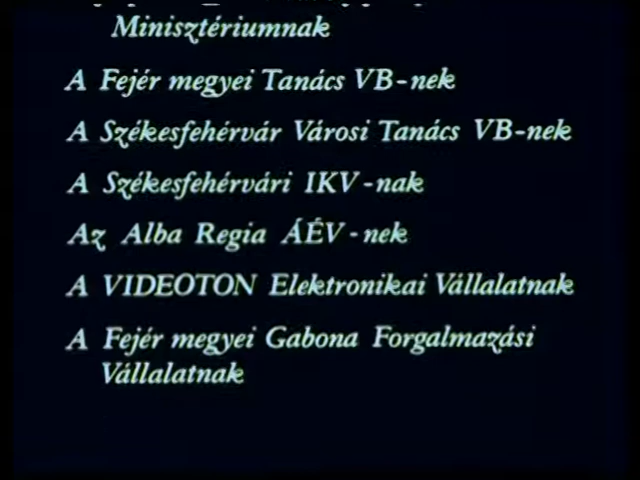 Minisztériumnak
A Fejér megyei Tanács VB-nek
A Székesfehérvár Városi Tanács VB-nek
A Székesfehérvári IKV-nak
Az Alba Regia ÁÉV-nek
A VIDEOTON Elektronikai Vállalatnak
A Fejér megyei Gabona Forgalmazási
Vállalatnak